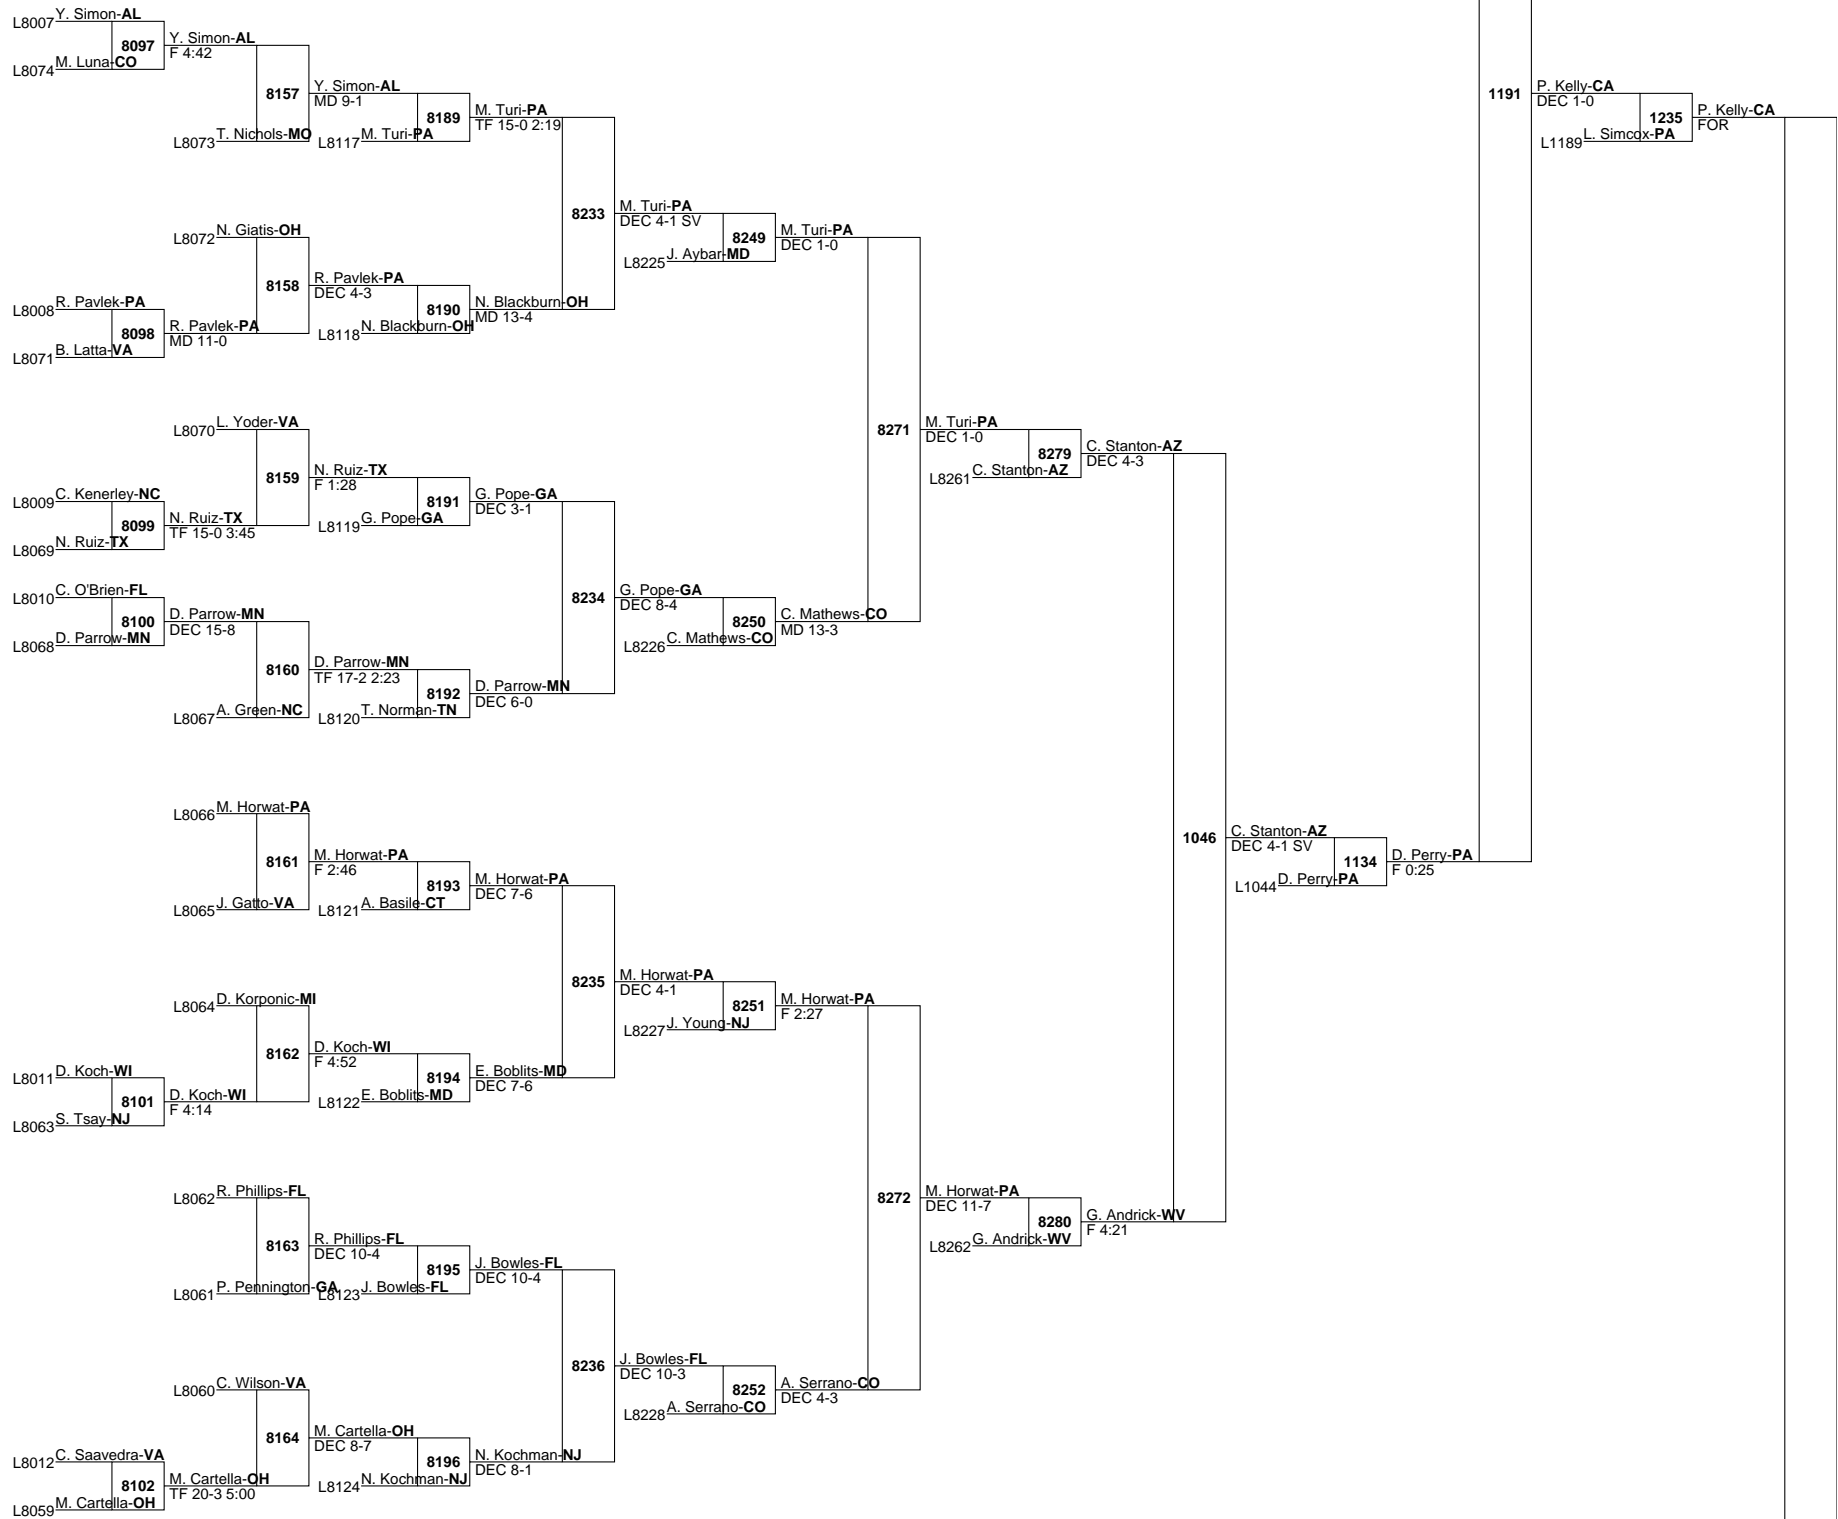 L8007 Y. Simon-AL
8097
L8074 M. Luna-CO
Y. Simon-AL
F 4:42
8157
L8073 T. Nichols-MO
Y. Simon-AL
MD 9-1
8189
L8117 M. Turi-PA
M. Turi-PA
TF 15-0 2:19
8233
L8072 N. Giatis-OH
8158
L8008 R. Pavlek-PA
8098
L8071 B. Latta-VA
R. Pavlek-PA
MD 11-0
R. Pavlek-PA
DEC 4-3
8190
L8118 N. Blackburn-OH
N. Blackburn-OH
MD 13-4
M. Turi-PA
DEC 4-1 SV
8249
L8225 J. Aybar-MD
M. Turi-PA
DEC 1-0
8271
L8070 L. Yoder-VA
8159
L8009 C. Kenerley-NC
8099
L8069 N. Ruiz-TX
N. Ruiz-TX
TF 15-0 3:45
N. Ruiz-TX
F 1:28
8191
L8119 G. Pope-GA
G. Pope-GA
DEC 3-1
8234
L8010 C. O'Brien-FL
8100
L8068 D. Parrow-MN
D. Parrow-MN
DEC 15-8
8160
L8067 A. Green-NC
D. Parrow-MN
TF 17-2 2:23
8192
L8120 T. Norman-TN
D. Parrow-MN
DEC 6-0
G. Pope-GA
DEC 8-4
8250
L8226 C. Mathews-CO
C. Mathews-CO
MD 13-3
M. Turi-PA
DEC 1-0
8279
L8261 C. Stanton-AZ
C. Stanton-AZ
DEC 4-3
1046
L8066 M. Horwat-PA
8161
L8065 J. Gatto-VA
M. Horwat-PA
F 2:46
8193
L8121 A. Basile-CT
M. Horwat-PA
DEC 7-6
8235
L8064 D. Korponic-MI
8162
L8011 D. Koch-WI
8101
L8063 S. Tsay-NJ
D. Koch-WI
F 4:14
D. Koch-WI
F 4:52
8194
L8122 E. Boblits-MD
E. Boblits-MD
DEC 7-6
M. Horwat-PA
DEC 4-1
8251
L8227 J. Young-NJ
M. Horwat-PA
F 2:27
8272
L8062 R. Phillips-FL
8163
L8061 P. Pennington-GA
R. Phillips-FL
DEC 10-4
8195
L8123 J. Bowles-FL
J. Bowles-FL
DEC 10-4
8236
L8060 C. Wilson-VA
8164
L8012 C. Saavedra-VA
8102
L8059 M. Cartella-OH
M. Cartella-OH
TF 20-3 5:00
M. Cartella-OH
DEC 8-7
8196
L8124 N. Kochman-NJ
N. Kochman-NJ
DEC 8-1
J. Bowles-FL
DEC 10-3
8252
L8228 A. Serrano-CO
A. Serrano-CO
DEC 4-3
M. Horwat-PA
DEC 11-7
8280
L8262 G. Andrick-WV
G. Andrick-WV
F 4:21
C. Stanton-AZ
DEC 4-1 SV
1134
L1044 D. Perry-PA
D. Perry-PA
F 0:25
1191
P. Kelly-CA
DEC 1-0
1235
L1189 L. Simcox-PA
P. Kelly-CA
FOR